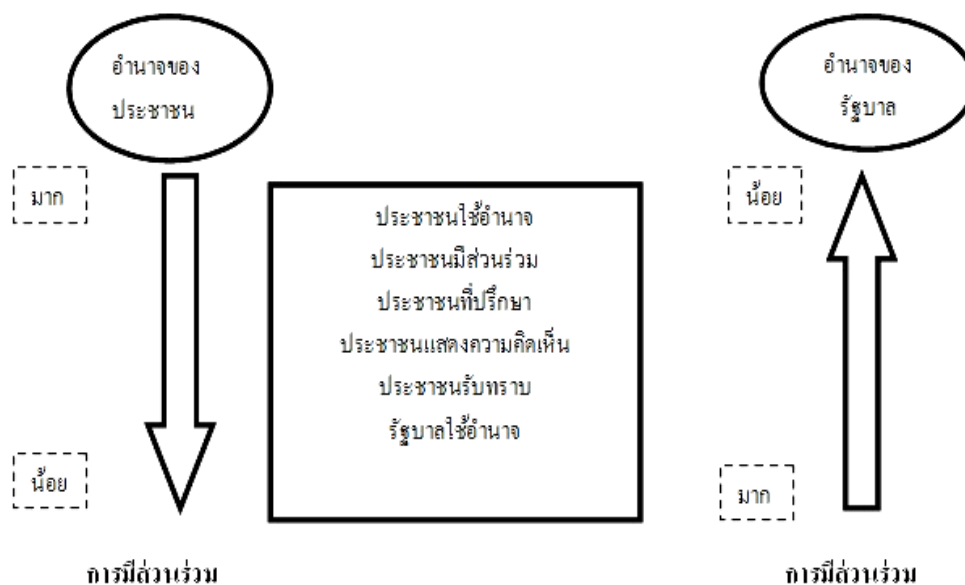 อำนาจของ
ประชาชน
อำนาจของ
รัฐบาล
มาก
น้อย
ประชาชนใช้อำนาจ
ประชาชนมีส่วนร่วม
ประชาชนที่ปรึกษา
ประชาชนแสดงความคิดเห็น
ประชาชนรับทราบ
รัฐบาลใช้อำนาจ
น้อย
มาก
การมีส่วนร่วม
การมีส่วนร่วม